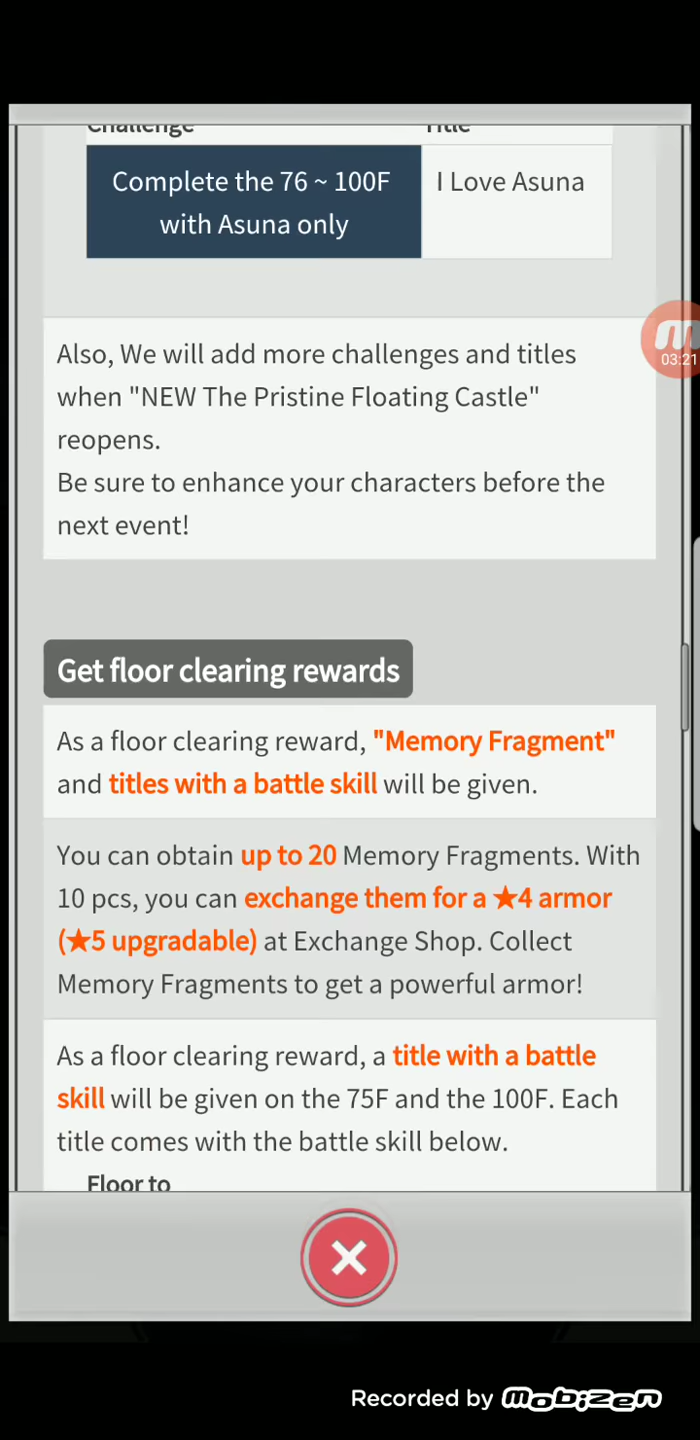 Challenge Title
Complete the 76 ~ 100F I Love Asuna
with Asuna only
Also, We will add more challenges and titles
when "NEW The Pristine Floating Castle"
reopens.
Be sure to enhance your characters before the
next event!
03:21
Get floor clearing rewards
As a floor clearing reward, "Memory Fragment"
and titles with a battle skill will be given.
You can obtain up to 20 Memory Fragments. With
10 pcs, you can exchange them for a ★4 armor
(★5 upgradable) at Exchange Shop. Collect
Memory Fragments to get a powerful armor!
As a floor clearing reward, a title with a battle
skill will be given on the 75F and the 100F. Each
title comes with the battle skill below.
Floor to
Recorded by mobizen